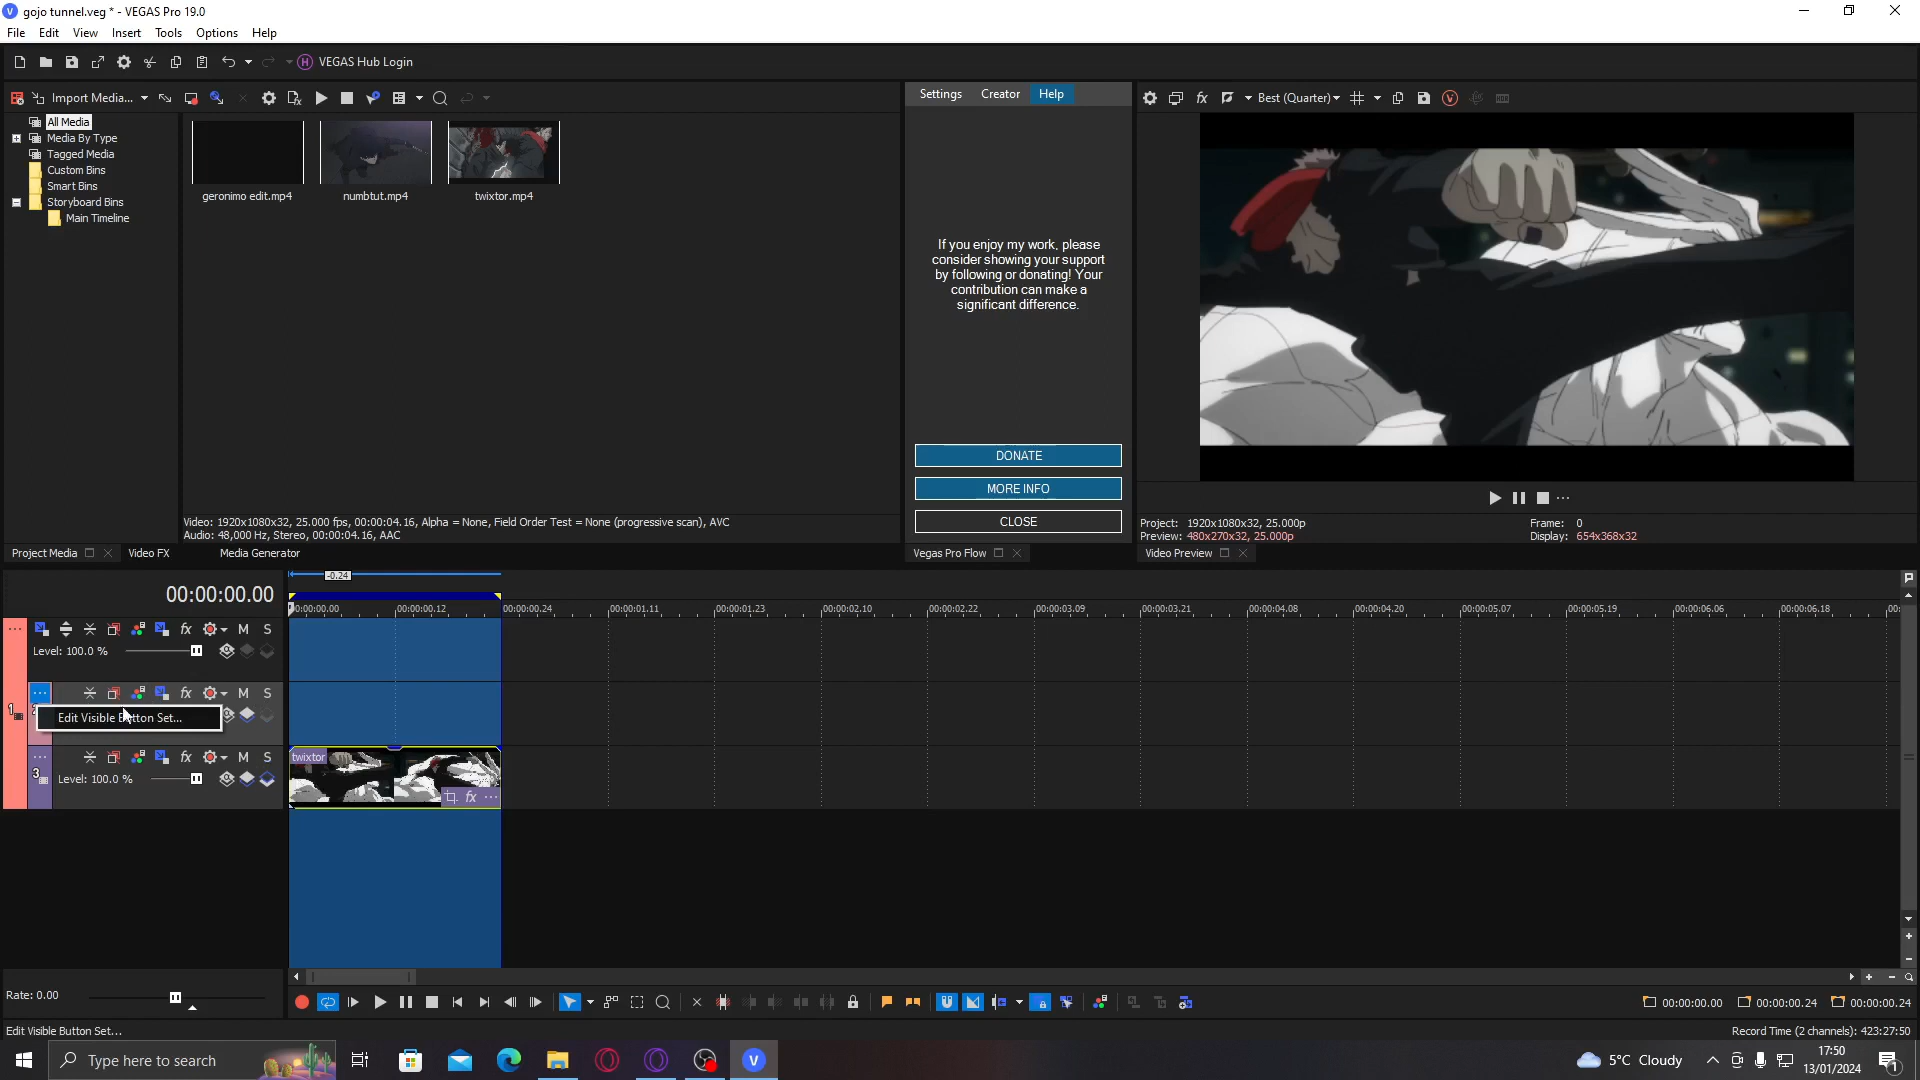 gojo tunnel.veg * - VEGAS Pro 19.0
File Edit View Insert Tools Options Help
VEGAS Hub Login
Import Media...
All Media
Media By Type
Tagged Media
Custom Bins
Smart Bins
Storyboard Bins
Main Timeline
geronimo edit.mp4
numbtut.mp4
twixtor.mp4
Video: 1920x1080x32, 25.000 fps, 00:00:04.16, Alpha = None, Field Order Test = None (progressive scan), AVC
Audio: 48,000 Hz, Stereo, 00:00:04.16, AAC
Project Media
Video FX
Media Generator
Settings Creator Help
If you enjoy my work, please
consider showing your support
by following or donating! Your
contribution can make a
significant difference.
DONATE
MORE INFO
CLOSE
Vegas Pro Flow
Best (Quarter)
Project: 1920x1080x32, 25.000p
Preview: 480x270x32, 25.000p
Frame: 0
Display: 654x368x32
Video Preview
00:00:00.00
-0.24
00:00:00.12 00:00:00.24 00:00:01.11 00:00:01.23 00:00:02.10 00:00:02.22 00:00:03.09 00:00:03.21 00:00:04.08 00:00:04.20 00:00:05.07 00:00:05.19 00:00:06.06 00:00:06.18
fx M S
Level: 100.0 %
1
fx M S
Edit Visible Button Set...
fx M S
3
Level: 100.0 %
twixtor
fx
Rate: 0.00
00:00:00.00 00:00:00.24 00:00:00.24
Edit Visible Button Set...
Record Time (2 channels): 423:27:50
Type here to search
5°C Cloudy
17:50
13/01/2024
1